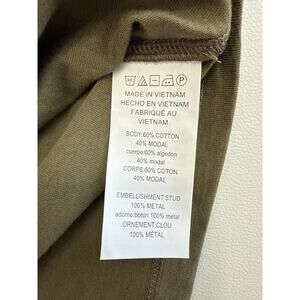 MADE IN VIETNAM
HECHO EN VIETNAM
FABRIQUÉ AU
VIETNAM
BODY:60% COTTON
40% MODAL
cuerpo:60% algodón
40% modal
CORPS:60% COTON
40% MODAL
EMBELLISHMENT:STUD
100% METAL
adorno:botón 100% metal
ORNEMENT:CLOU
100% MÉTAL